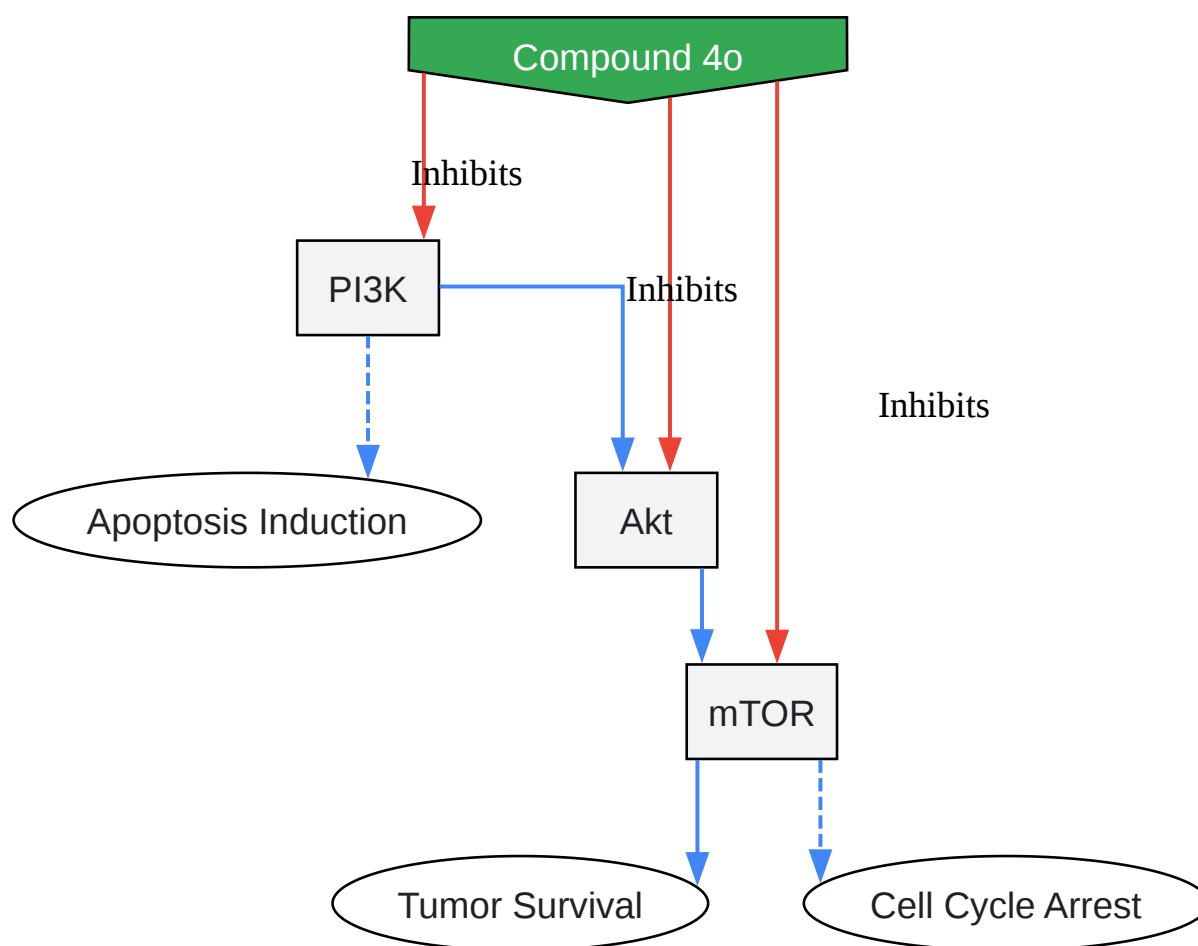 Compound 4o
Inhibits
PI3K
Inhibits
Inhibits
Apoptosis Induction
Akt
mTOR
Tumor Survival
Cell Cycle Arrest